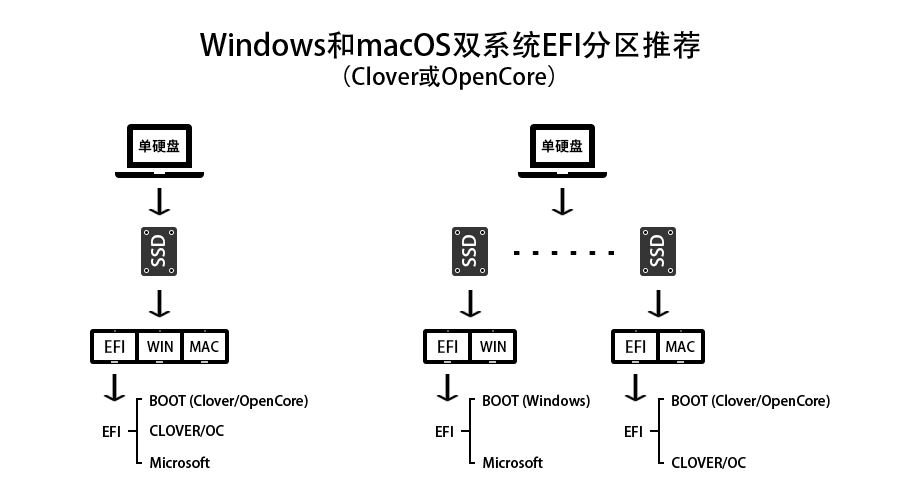 Windows和macOS双系统EFI分区推荐
（Clover或OpenCore）
单硬盘
单硬盘
SSD
SSD
SSD
EFI WIN MAC
EFI WIN
EFI MAC
EFI
BOOT (Clover/OpenCore)
CLOVER/OC
Microsoft
EFI
BOOT (Windows)
Microsoft
EFI
BOOT (Clover/OpenCore)
CLOVER/OC